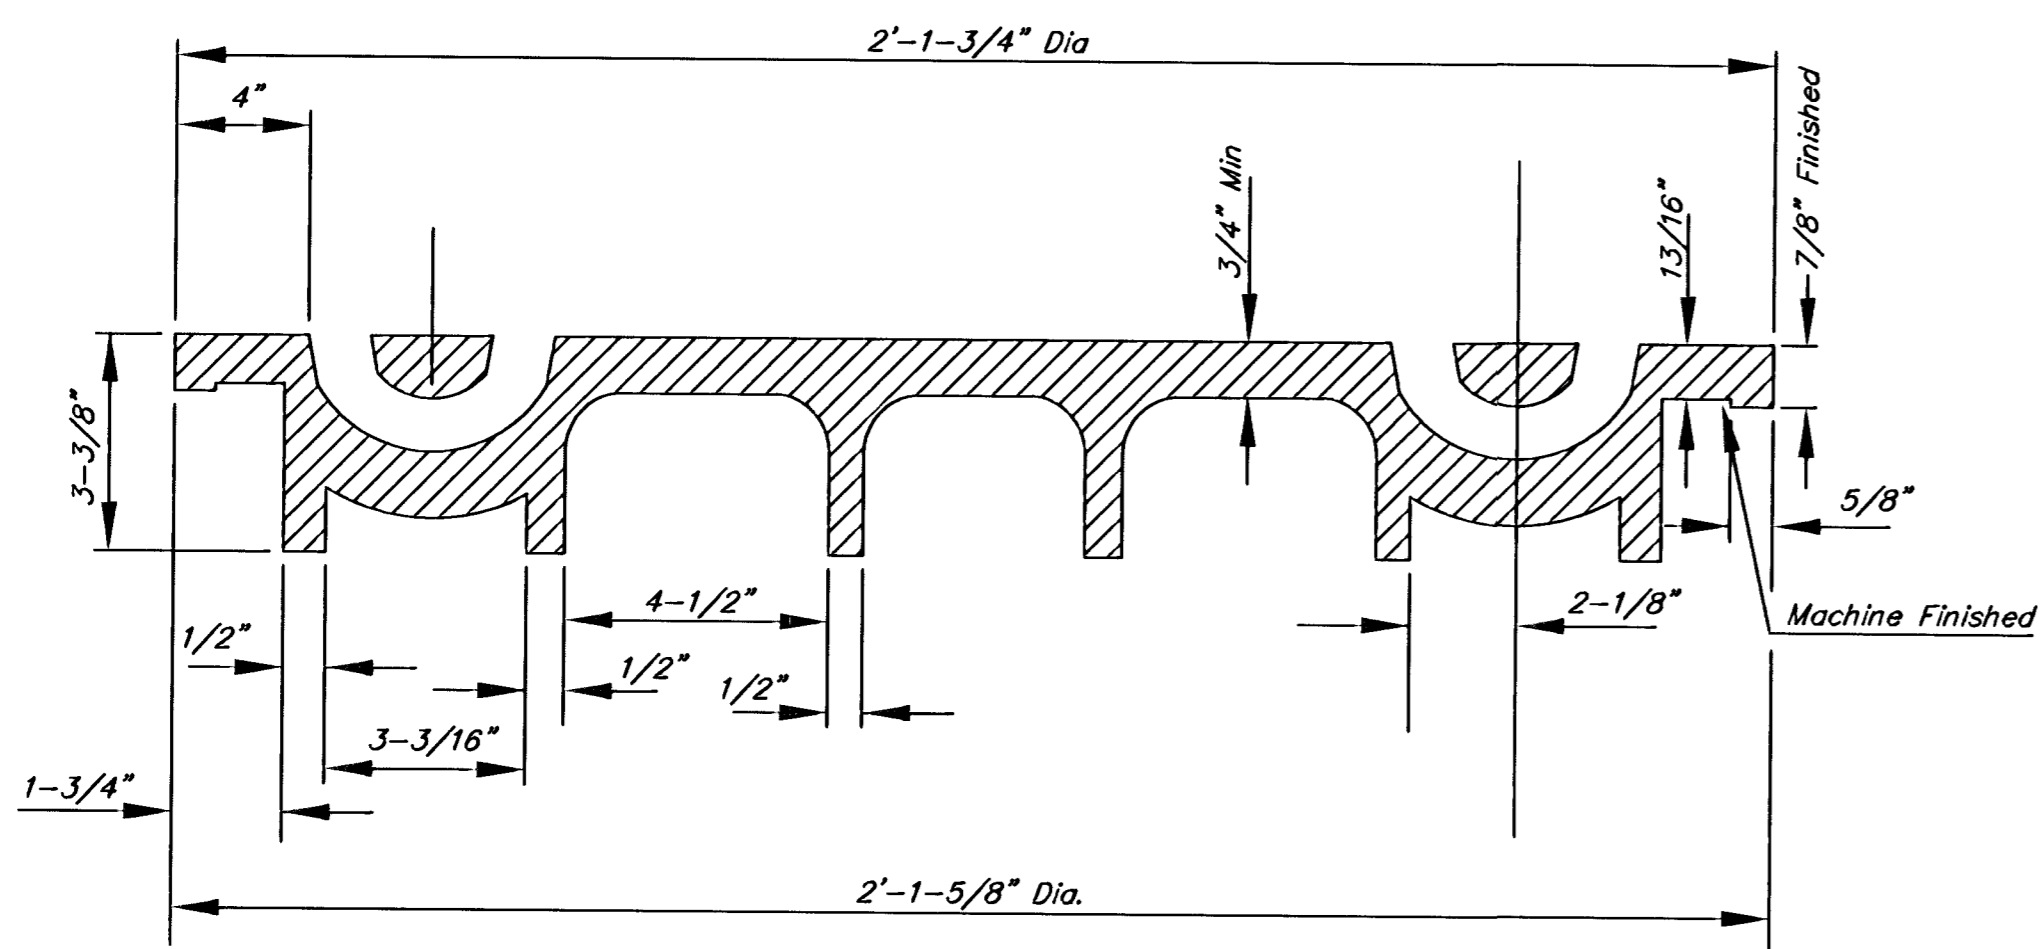 2'-1-3/4" Dia
4"
3/4" Min
13/16"
7/8" Finished
3-3/8"
5/8"
4-1/2"
2-1/8"
Machine Finished
1/2"
1/2"
1/2"
3-3/16"
1-3/4"
2'-1-5/8" Dia.